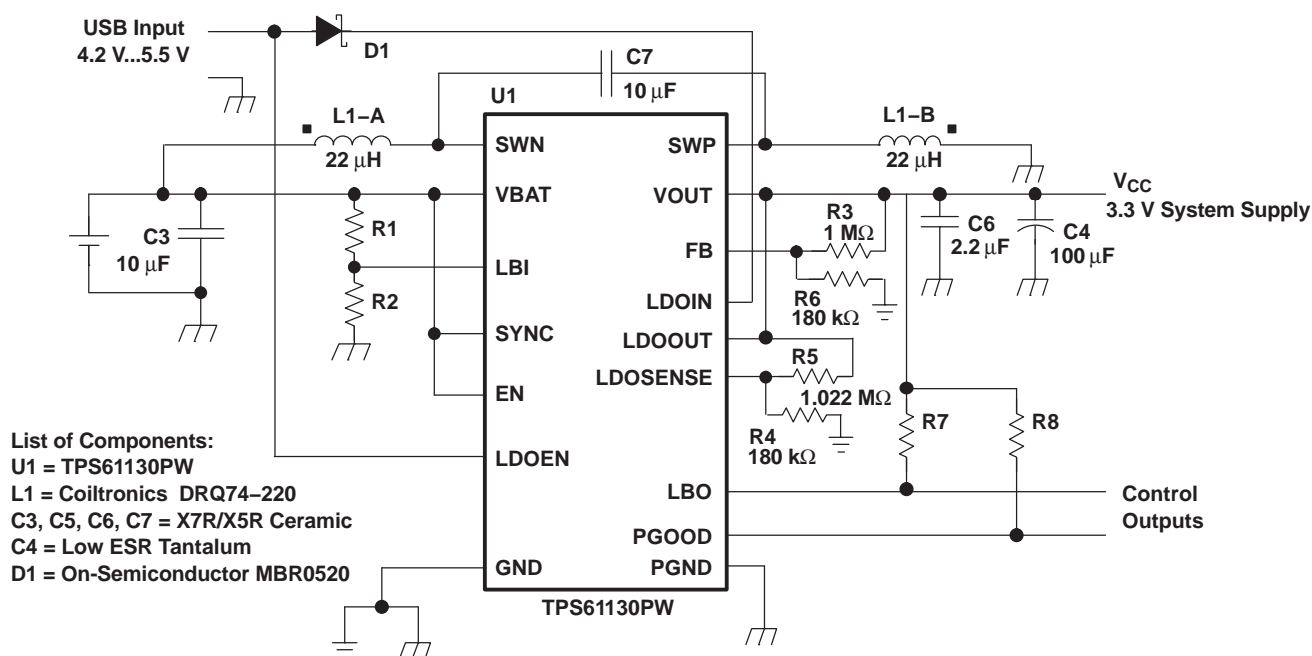 USB Input
4.2 V...5.5 V
D1
C7
10 μF
U1
L1–A
22 μH
L1–B
22 μH
SWN
SWP
VBAT
VOUT
VCC
3.3 V System Supply
C3
10 μF
R1
R2
LBI
FB
R3
1 MΩ
C6
2.2 μF
C4
100 μF
R6
180 kΩ
LDOIN
SYNC
LDOOUT
R5
1.022 MΩ
LDOSENSE
EN
R4
180 kΩ
R7
R8
LDOEN
LBO
Control
Outputs
PGOOD
GND
PGND
TPS61130PW
List of Components:
U1 = TPS61130PW
L1 = Coiltronics DRQ74–220
C3, C5, C6, C7 = X7R/X5R Ceramic
C4 = Low ESR Tantalum
D1 = On-Semiconductor MBR0520